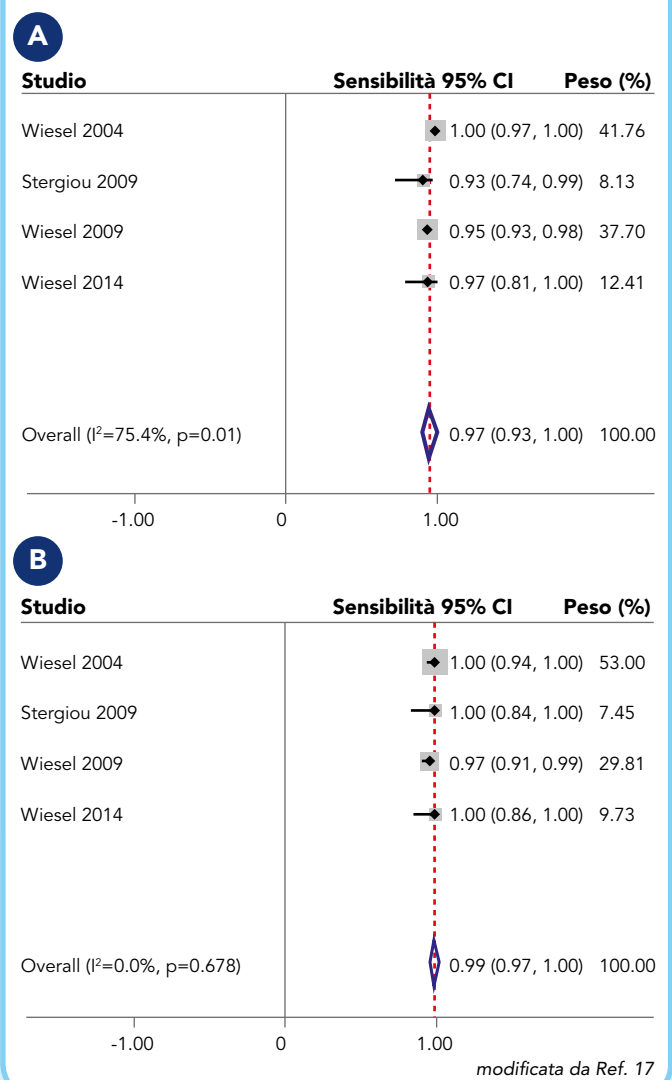 A
Studio Sensibilità 95% CI Peso (%)
Wiesel 2004 1.00 (0.97, 1.00) 41.76
Stergiou 2009 0.93 (0.74, 0.99) 8.13
Wiesel 2009 0.95 (0.93, 0.98) 37.70
Wiesel 2014 0.97 (0.81, 1.00) 12.41
Overall (I²=75.4%, p=0.01) 0.97 (0.93, 1.00) 100.00
-1.00 0 1.00
B
Studio Sensibilità 95% CI Peso (%)
Wiesel 2004 1.00 (0.94, 1.00) 53.00
Stergiou 2009 1.00 (0.84, 1.00) 7.45
Wiesel 2009 0.97 (0.91, 0.99) 29.81
Wiesel 2014 1.00 (0.86, 1.00) 9.73
Overall (I²=0.0%, p=0.678) 0.99 (0.97, 1.00) 100.00
-1.00 0 1.00
modificata da Ref. 17